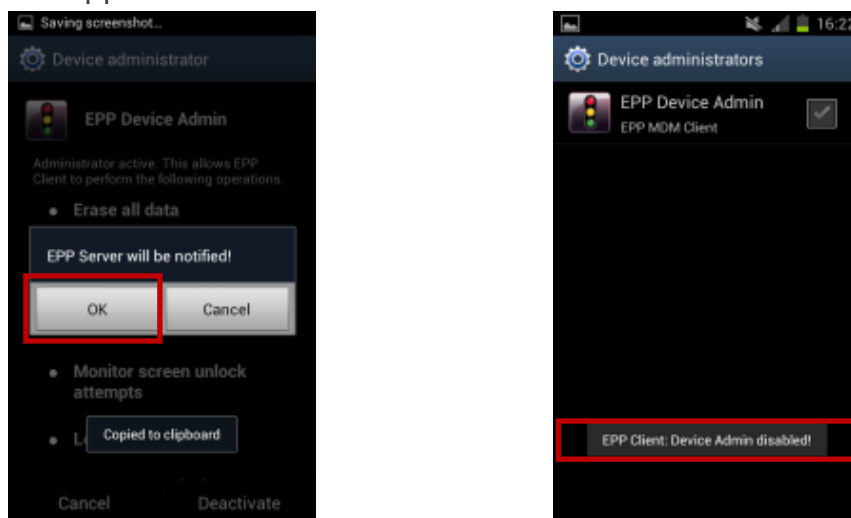 Saving screenshot...
Device administrator
EPP Device Admin
Administrator active. This allows EPP
Client to perform the following operations.
Erase all data
EPP Server will be notified!
OK Cancel
Monitor screen unlock
attempts
L
Copied to clipboard
Cancel Deactivate
16:22
Device administrators
EPP Device Admin
EPP MDM Client
EPP Client: Device Admin disabled!